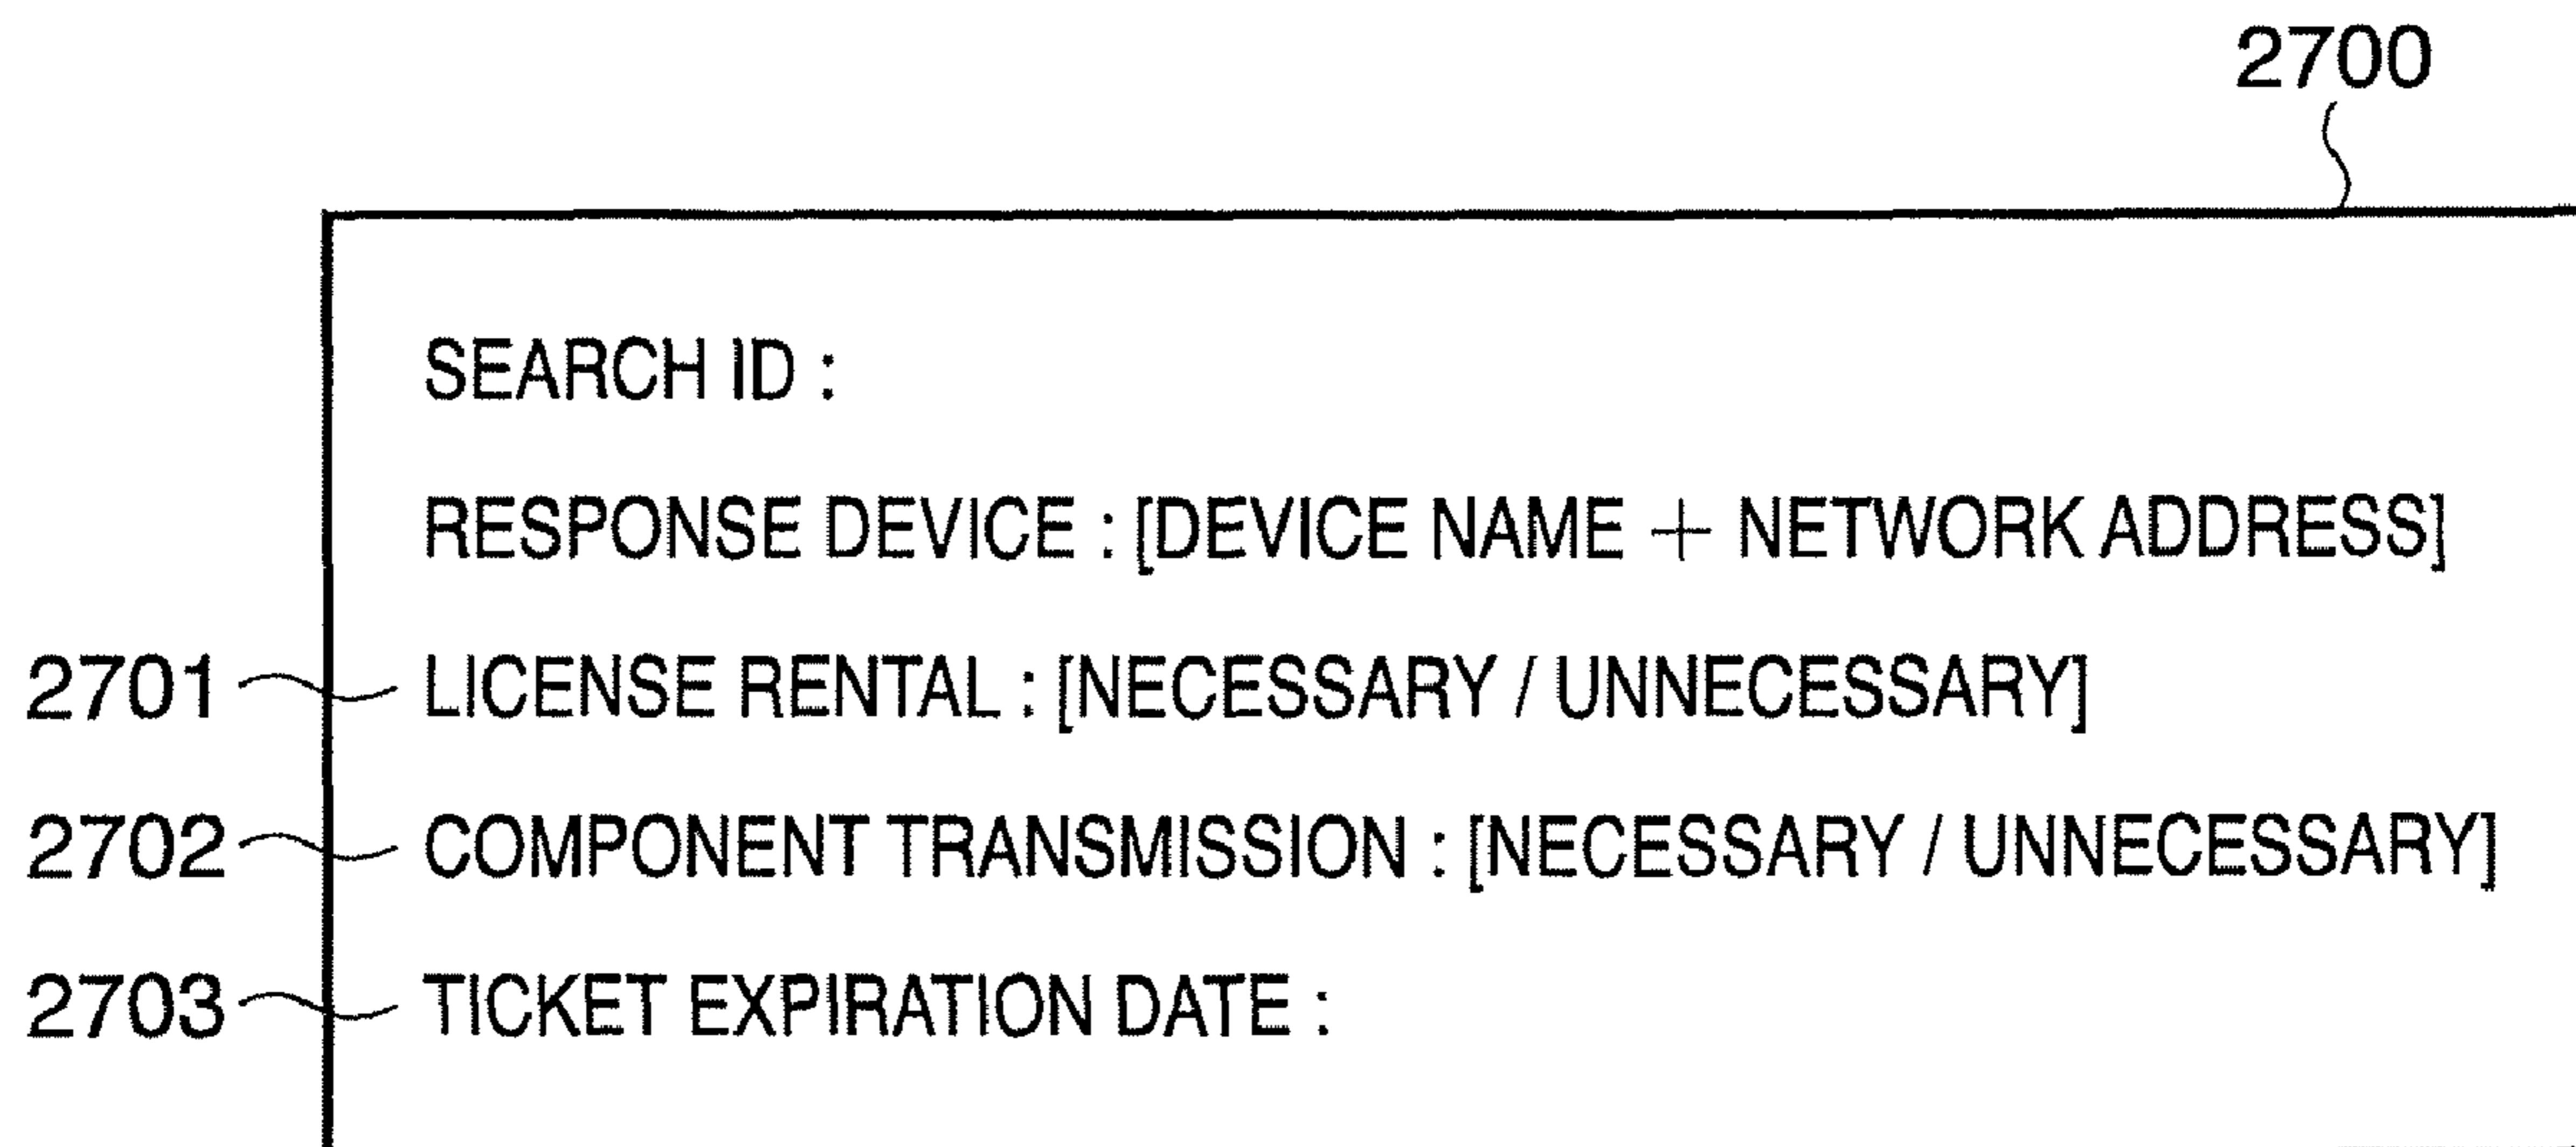 2700
SEARCH ID :
RESPONSE DEVICE : [DEVICE NAME + NETWORK ADDRESS]
2701 LICENSE RENTAL : [NECESSARY / UNNECESSARY]
2702 COMPONENT TRANSMISSION : [NECESSARY / UNNECESSARY]
2703 TICKET EXPIRATION DATE :